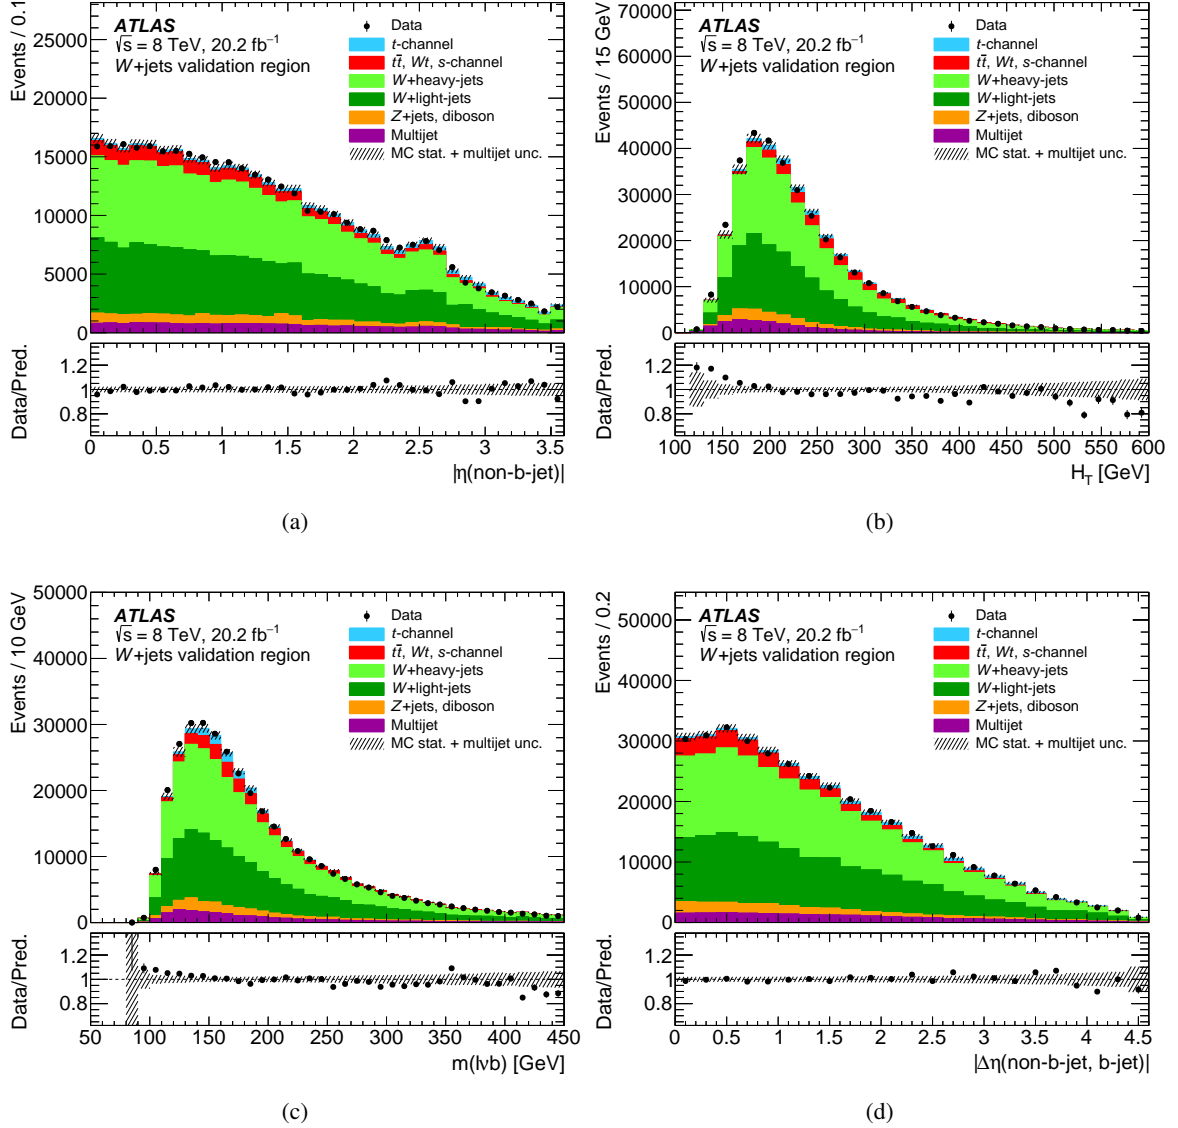 Events / 0.1
ATLAS
√s = 8 TeV, 20.2 fb⁻¹
W+jets validation region
Data
t-channel
tt̄, Wt, s-channel
W+heavy-jets
W+light-jets
Z+jets, diboson
Multijet
MC stat. + multijet unc.
25000
20000
15000
10000
5000
0
Data/Pred.
1.2
1
0.8
0 0.5 1 1.5 2 2.5 3 3.5
|η(non-b-jet)|
(a)
Events / 15 GeV
ATLAS
√s = 8 TeV, 20.2 fb⁻¹
W+jets validation region
Data
t-channel
tt̄, Wt, s-channel
W+heavy-jets
W+light-jets
Z+jets, diboson
Multijet
MC stat. + multijet unc.
70000
60000
50000
40000
30000
20000
10000
0
Data/Pred.
1.2
1
0.8
100 150 200 250 300 350 400 450 500 550 600
H_T [GeV]
(b)
Events / 10 GeV
ATLAS
√s = 8 TeV, 20.2 fb⁻¹
W+jets validation region
Data
t-channel
tt̄, Wt, s-channel
W+heavy-jets
W+light-jets
Z+jets, diboson
Multijet
MC stat. + multijet unc.
50000
40000
30000
20000
10000
0
Data/Pred.
1.2
1
0.8
50 100 150 200 250 300 350 400 450
m(lνb) [GeV]
(c)
Events / 0.2
ATLAS
√s = 8 TeV, 20.2 fb⁻¹
W+jets validation region
Data
t-channel
tt̄, Wt, s-channel
W+heavy-jets
W+light-jets
Z+jets, diboson
Multijet
MC stat. + multijet unc.
50000
40000
30000
20000
10000
0
Data/Pred.
1.2
1
0.8
0 0.5 1 1.5 2 2.5 3 3.5 4 4.5
|Δη(non-b-jet, b-jet)|
(d)